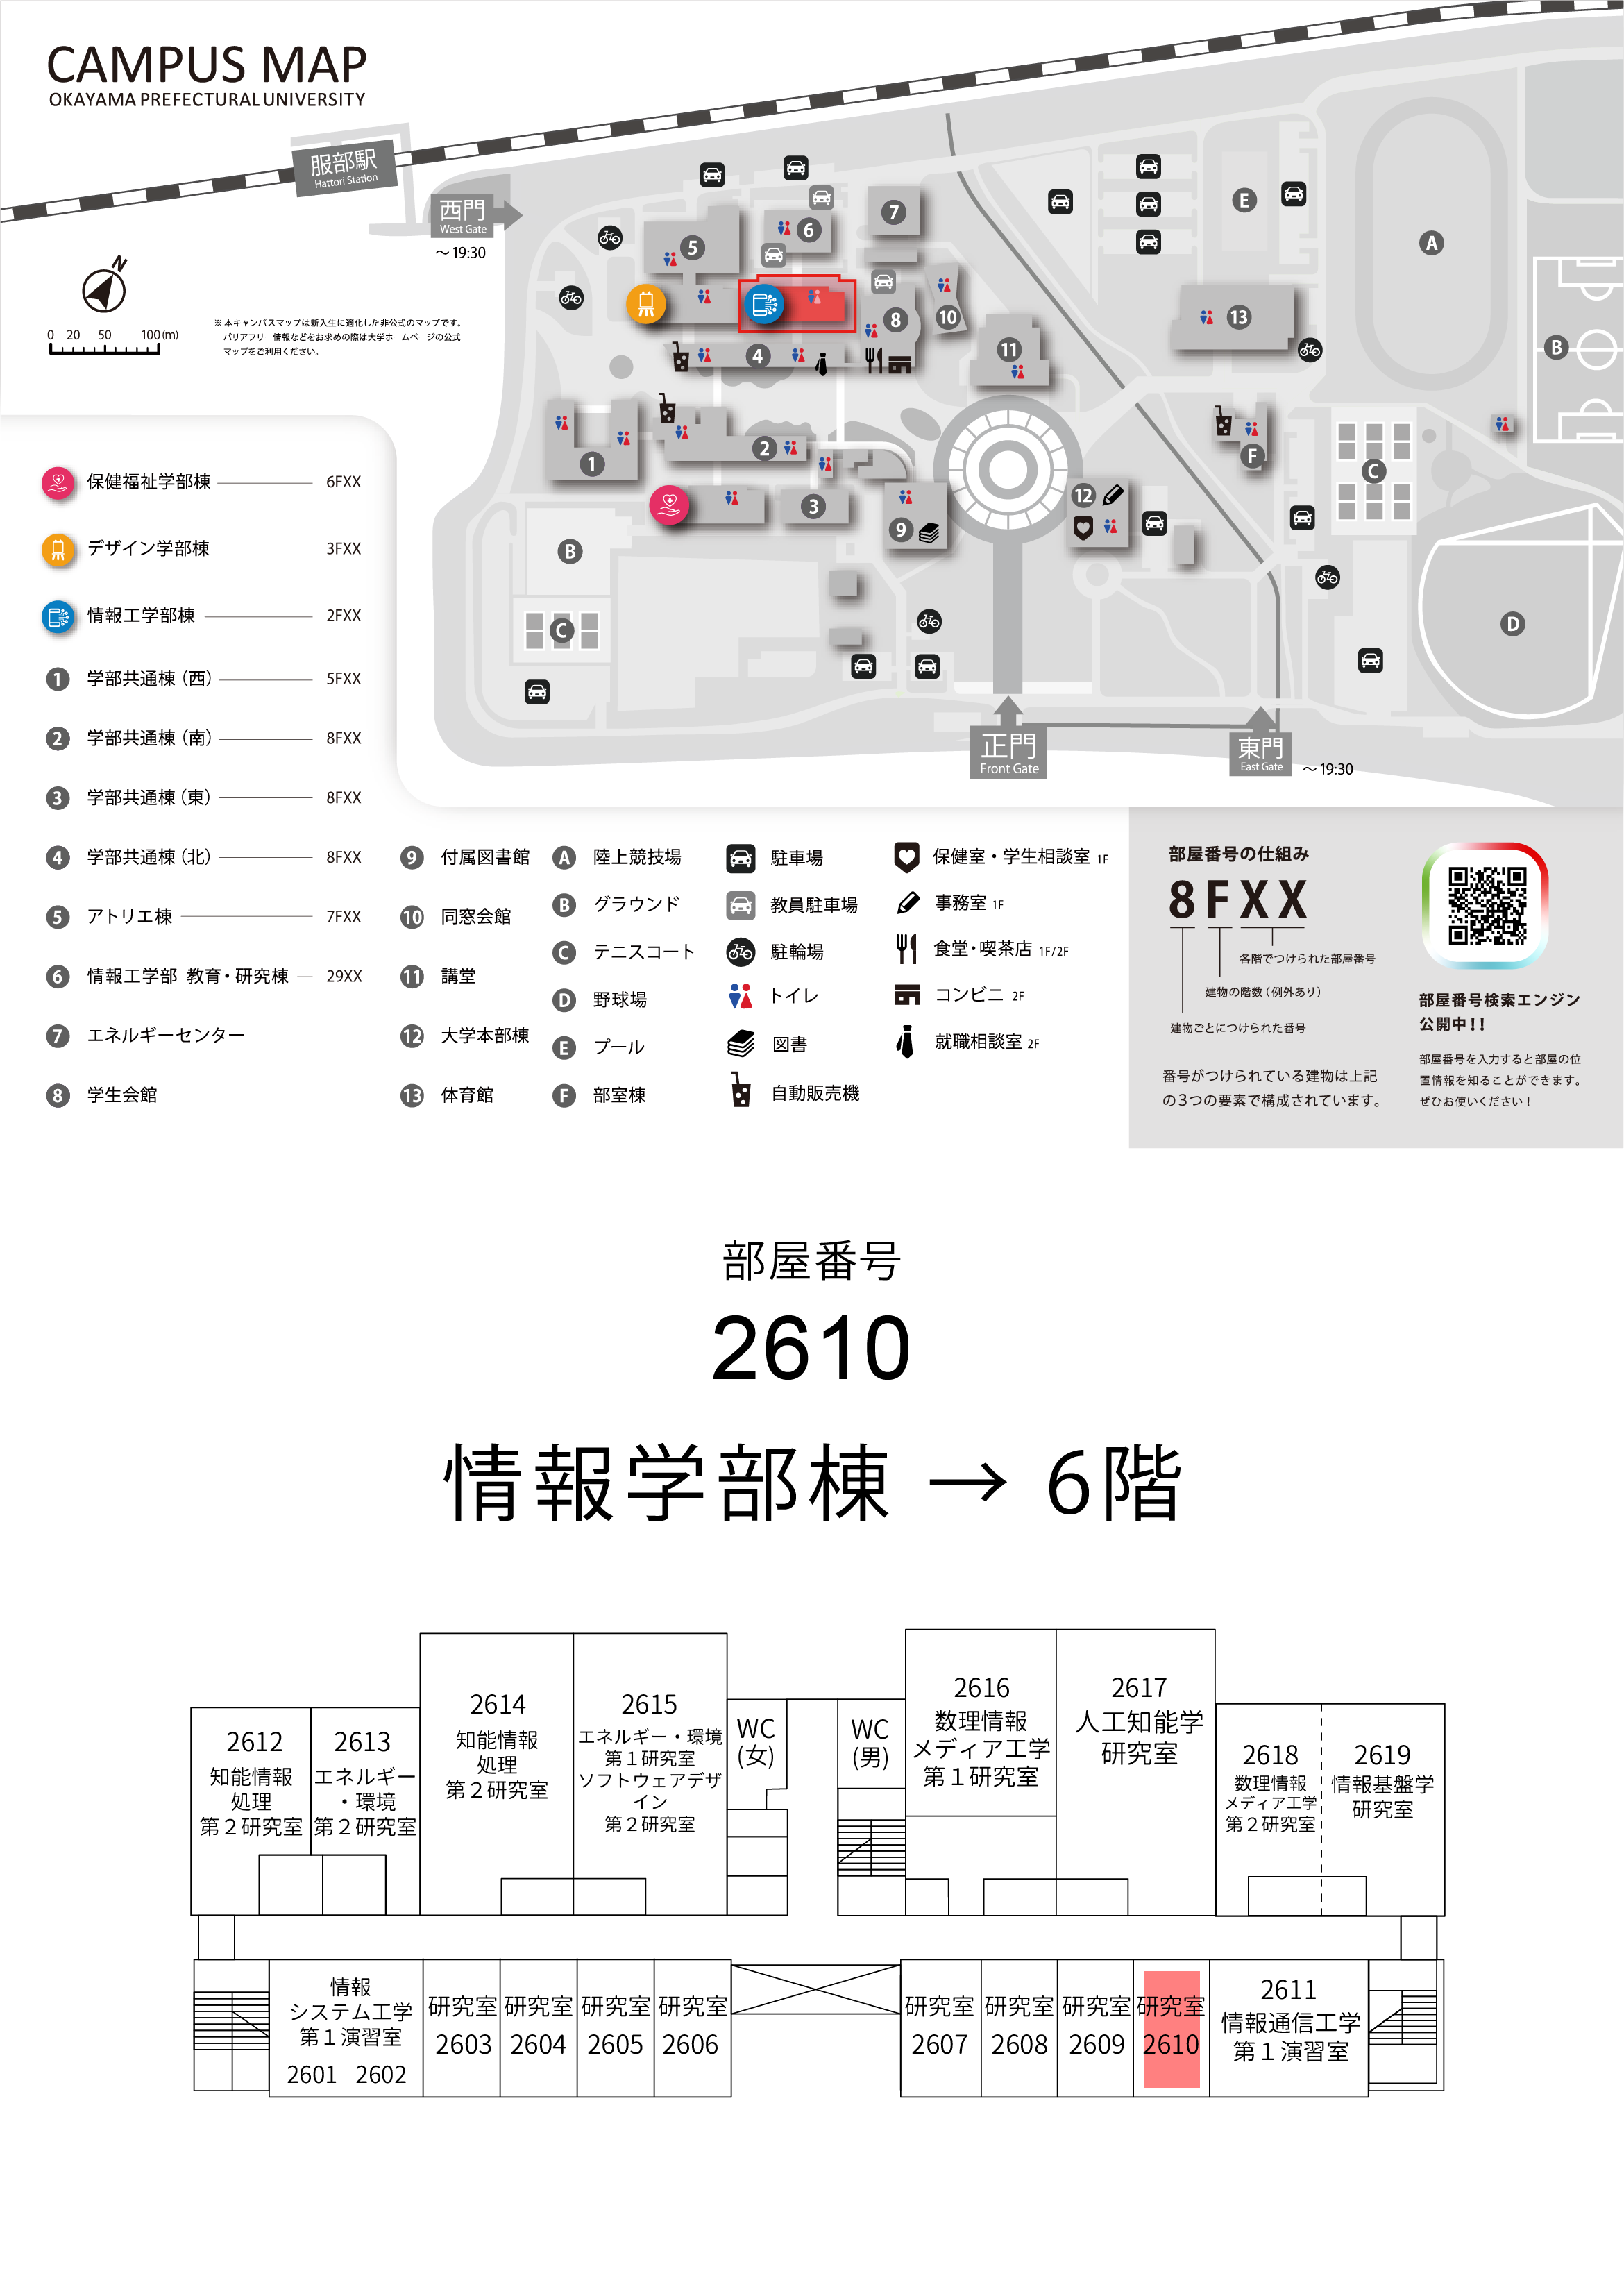 CAMPUS MAP
OKAYAMA PREFECTURAL UNIVERSITY
服部駅
Hattori Station
西門
West Gate
～19:30
N
0 20 50 100(m)
※ 本キャンパスマップは新入生に適化した非公式のマップです。
バリアフリー情報などをお求めの際は大学ホームページの公式
マップをご利用ください。
7
6
5
E
A
8
10
13
11
4
B
1
2
F
C
3
12
9
B
C
D
正門
Front Gate
東門
East Gate
～19:30
保健福祉学部棟 6FXX
デザイン学部棟 3FXX
情報工学部棟 2FXX
1 学部共通棟（西） 5FXX
2 学部共通棟（南） 8FXX
3 学部共通棟（東） 8FXX
4 学部共通棟（北） 8FXX
5 アトリエ棟 7FXX
6 情報工学部 教育・研究棟 29XX
7 エネルギーセンター
8 学生会館
9 付属図書館
10 同窓会館
11 講堂
12 大学本部棟
13 体育館
A 陸上競技場
B グラウンド
C テニスコート
D 野球場
E プール
F 部室棟
駐車場
教員駐車場
駐輪場
トイレ
図書
自動販売機
保健室・学生相談室 1F
事務室 1F
食堂・喫茶店 1F/2F
コンビニ 2F
就職相談室 2F
部屋番号の仕組み
8FXX
各階でつけられた部屋番号
建物の階数（例外あり）
建物ごとにつけられた番号
番号がつけられている建物は上記
の3つの要素で構成されています。
部屋番号検索エンジン
公開中！！
部屋番号を入力すると部屋の位
置情報を知ることができます。
ぜひお使いください！
部屋番号
2610
情報学部棟 → 6階
2612
知能情報
処理
第２研究室
2613
エネルギー
・環境
第２研究室
2614
知能情報
処理
第２研究室
2615
エネルギー・環境
第１研究室
ソフトウェアデザ
イン
第２研究室
WC
(女)
WC
(男)
2616
数理情報
メディア工学
第１研究室
2617
人工知能学
研究室
2618
数理情報
メディア工学
第２研究室
2619
情報基盤学
研究室
情報
システム工学
第１演習室
2601 2602
研究室
2603
研究室
2604
研究室
2605
研究室
2606
研究室
2607
研究室
2608
研究室
2609
研究室
2610
2611
情報通信工学
第１演習室